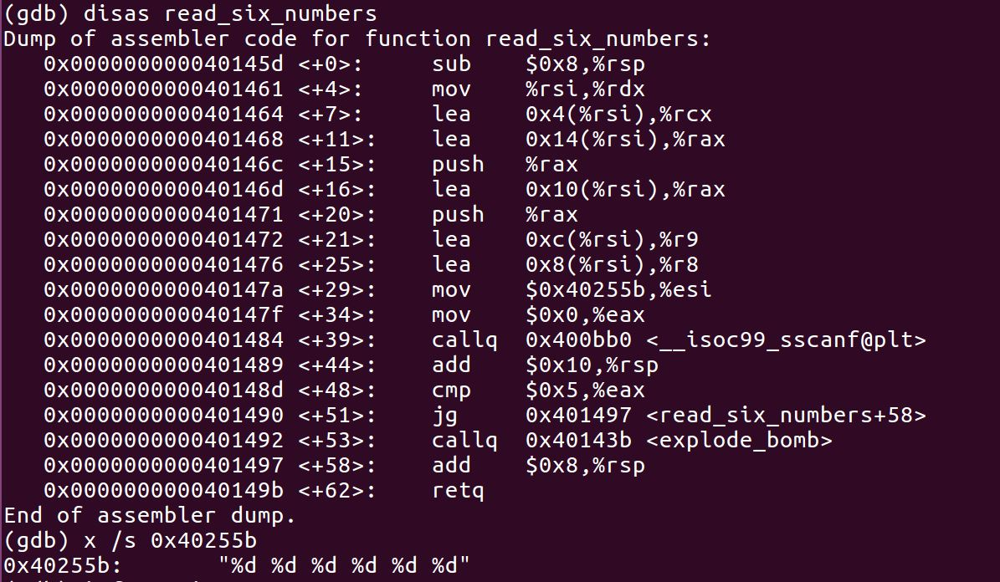 (gdb) disas read_six_numbers
Dump of assembler code for function read_six_numbers:
   0x000000000040145d <+0>:     sub    $0x8,%rsp
   0x0000000000401461 <+4>:     mov    %rsi,%rdx
   0x0000000000401464 <+7>:     lea    0x4(%rsi),%rcx
   0x0000000000401468 <+11>:    lea    0x14(%rsi),%rax
   0x000000000040146c <+15>:    push   %rax
   0x000000000040146d <+16>:    lea    0x10(%rsi),%rax
   0x0000000000401471 <+20>:    push   %rax
   0x0000000000401472 <+21>:    lea    0xc(%rsi),%r9
   0x0000000000401476 <+25>:    lea    0x8(%rsi),%r8
   0x000000000040147a <+29>:    mov    $0x40255b,%esi
   0x000000000040147f <+34>:    mov    $0x0,%eax
   0x0000000000401484 <+39>:    callq  0x400bb0 <__isoc99_sscanf@plt>
   0x0000000000401489 <+44>:    add    $0x10,%rsp
   0x000000000040148d <+48>:    cmp    $0x5,%eax
   0x0000000000401490 <+51>:    jg     0x401497 <read_six_numbers+58>
   0x0000000000401492 <+53>:    callq  0x40143b <explode_bomb>
   0x0000000000401497 <+58>:    add    $0x8,%rsp
   0x000000000040149b <+62>:    retq
End of assembler dump.
(gdb) x /s 0x40255b
0x40255b:       "%d %d %d %d %d %d"